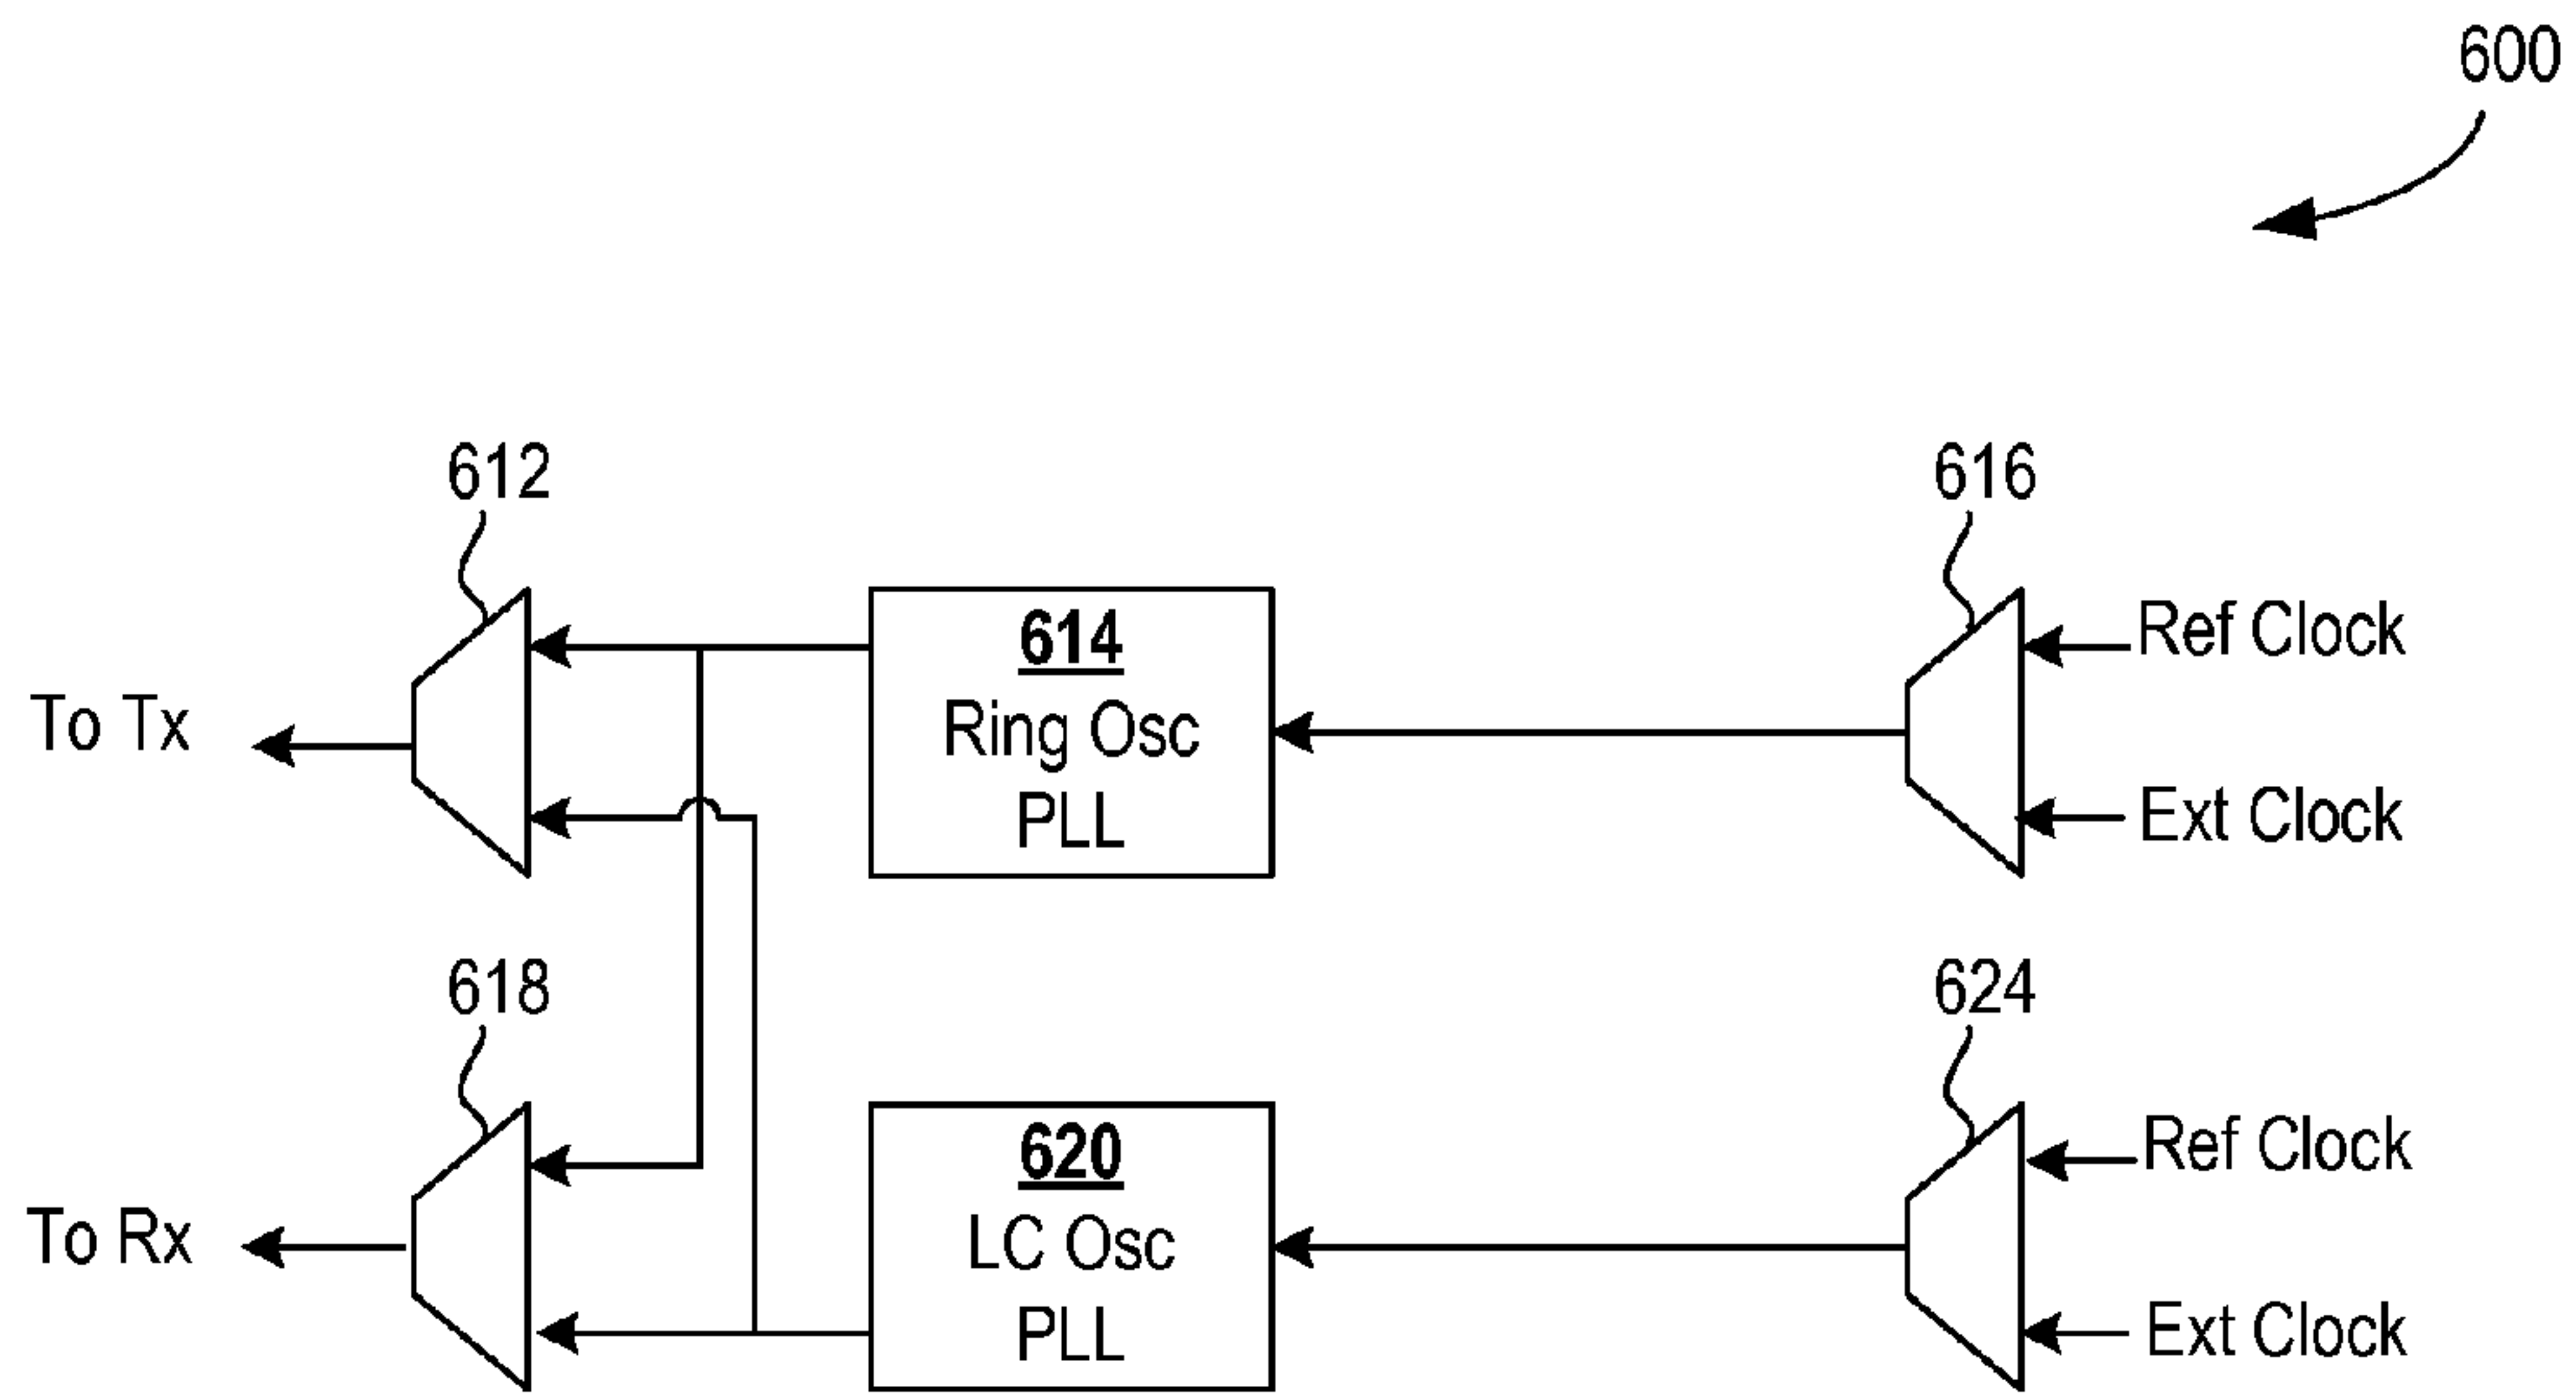 600
612
616
614
Ring Osc
PLL
Ref Clock
To Tx
Ext Clock
618
624
620
LC Osc
PLL
Ref Clock
To Rx
Ext Clock